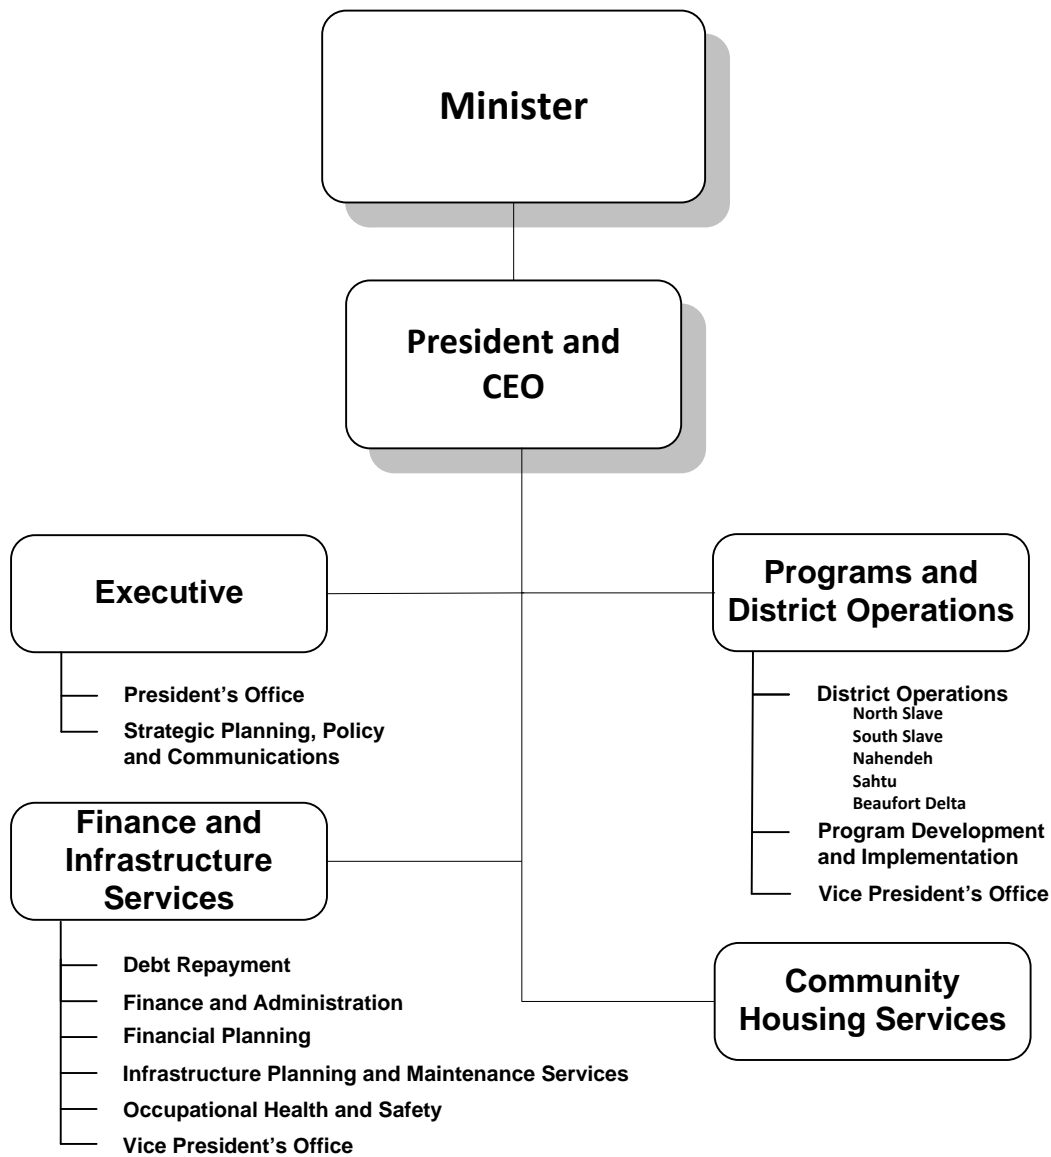 Minister
President and
CEO
Executive
President’s Office
Strategic Planning, Policy
and Communications
Programs and
District Operations
District Operations
North Slave
South Slave
Nahendeh
Sahtu
Beaufort Delta
Program Development
and Implementation
Vice President’s Office
Finance and
Infrastructure
Services
Debt Repayment
Finance and Administration
Financial Planning
Infrastructure Planning and Maintenance Services
Occupational Health and Safety
Vice President’s Office
Community
Housing Services